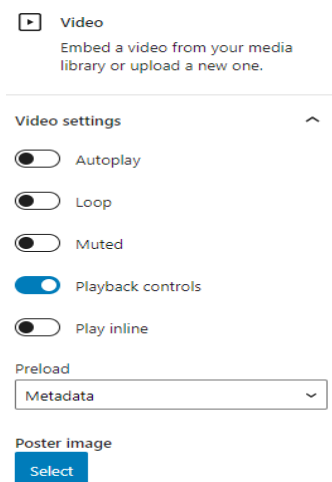 Video
Embed a video from your media
library or upload a new one.
Video settings
Autoplay
Loop
Muted
Playback controls
Play inline
Preload
Metadata
Poster image
Select